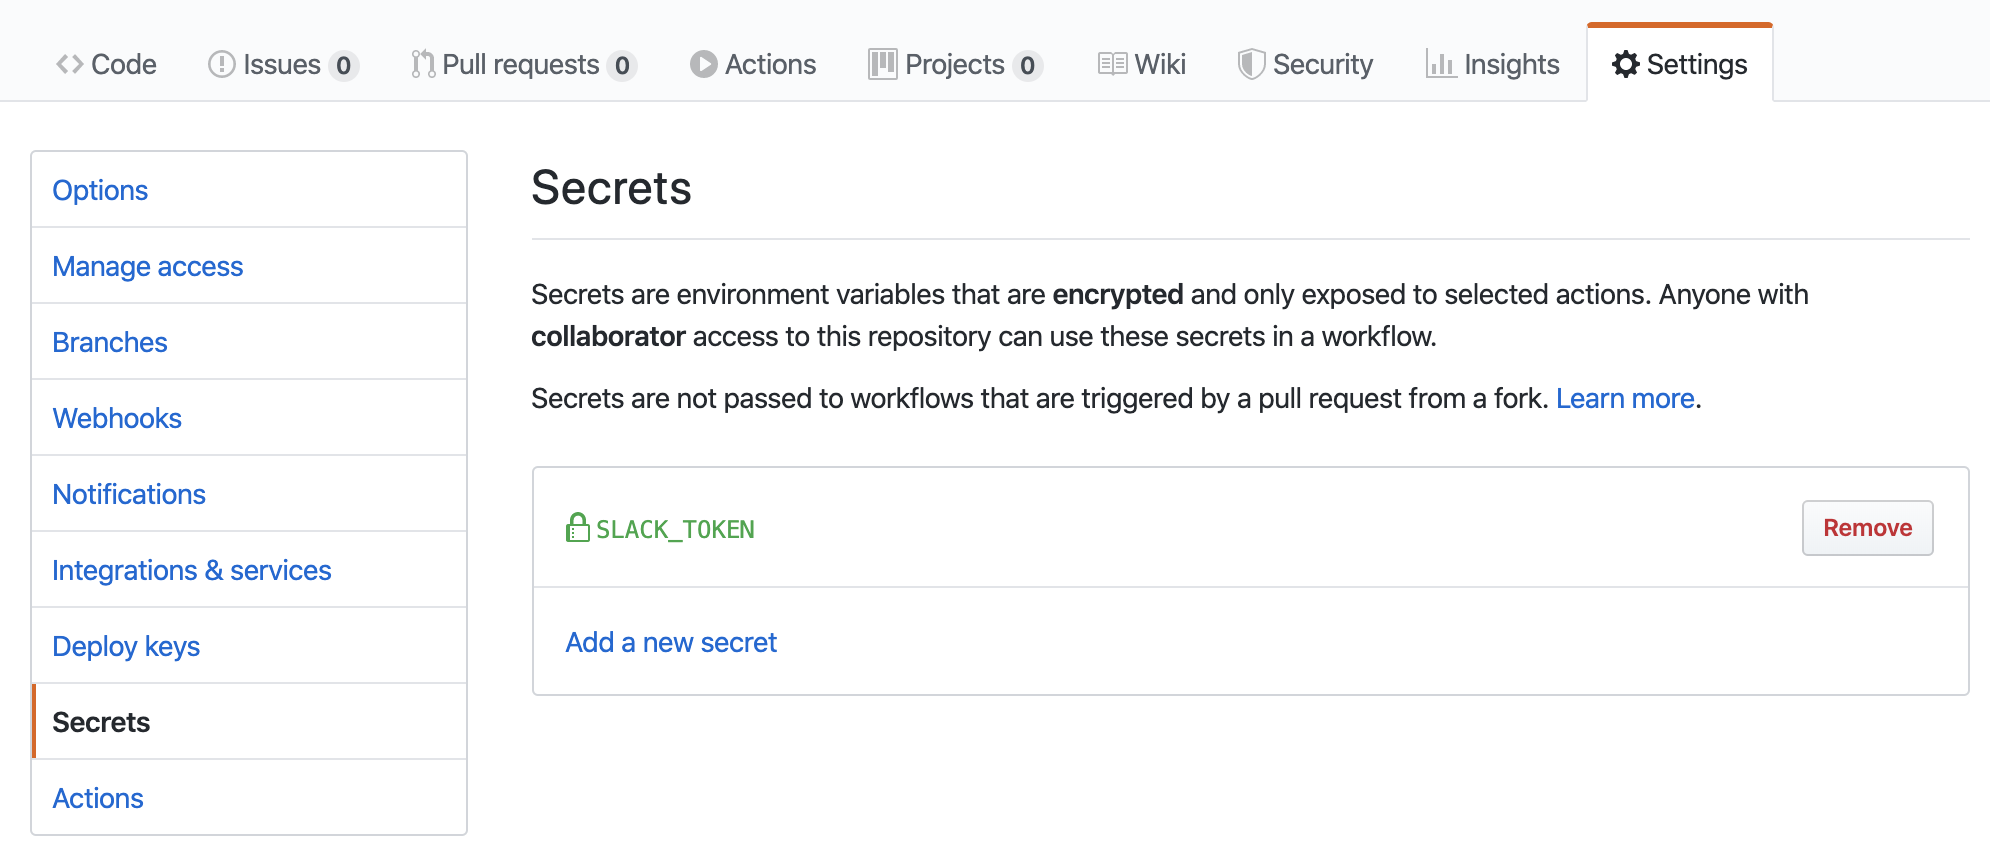 Code Issues 0 Pull requests 0 Actions Projects 0 Wiki Security Insights Settings
Options
Manage access
Branches
Webhooks
Notifications
Integrations & services
Deploy keys
Secrets
Actions
Secrets
Secrets are environment variables that are encrypted and only exposed to selected actions. Anyone with
collaborator access to this repository can use these secrets in a workflow.
Secrets are not passed to workflows that are triggered by a pull request from a fork. Learn more.
SLACK_TOKEN Remove
Add a new secret